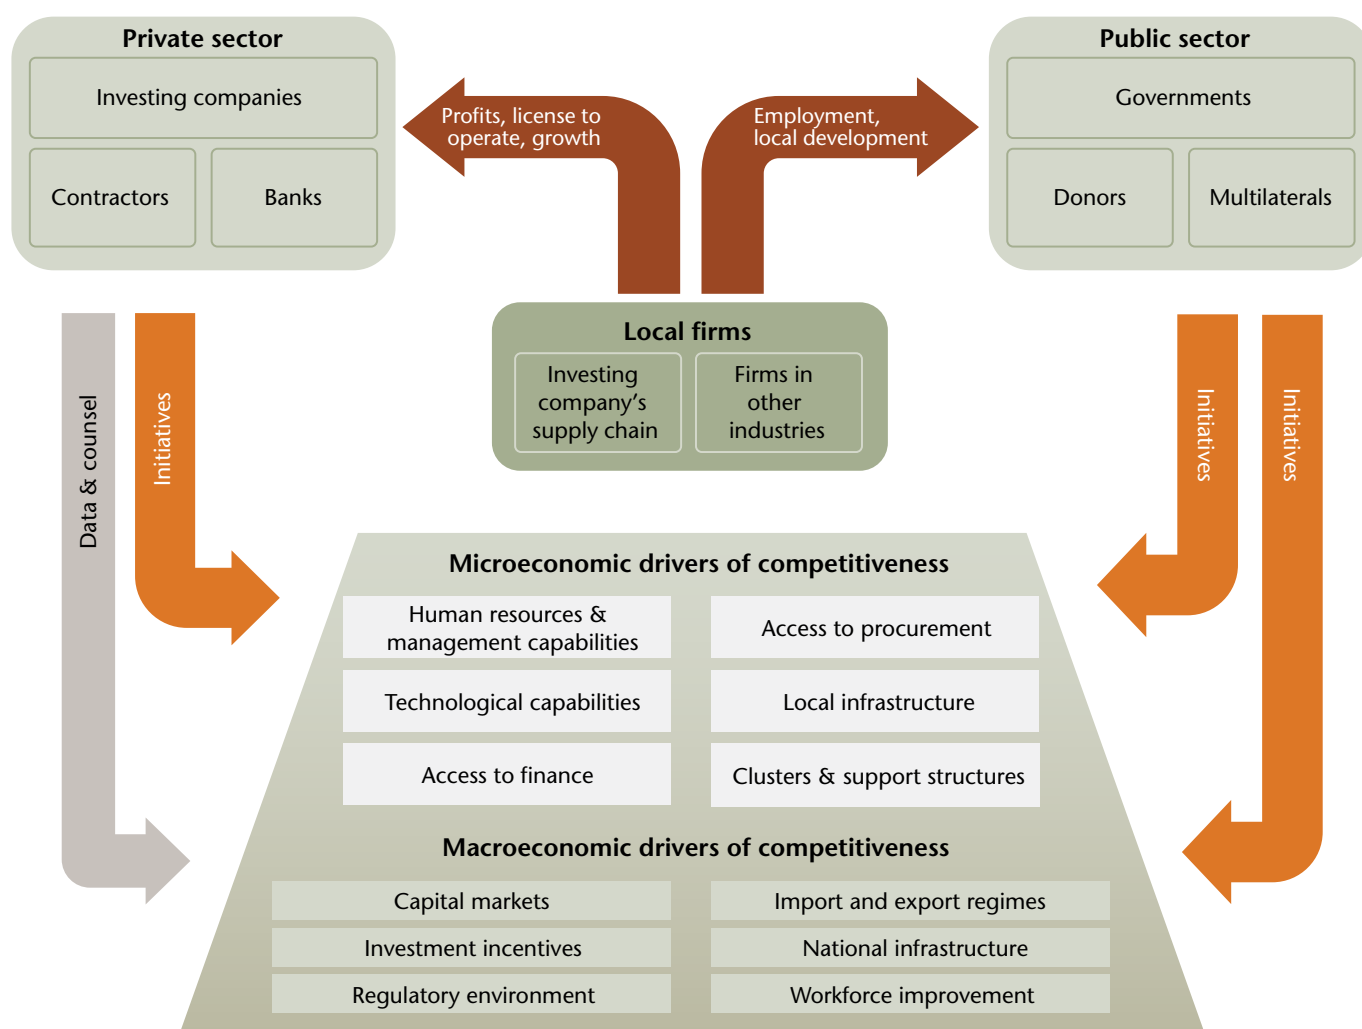 Private sector
Investing companies
Contractors
Banks
Profits, license to
operate, growth
Employment,
local development
Public sector
Governments
Donors
Multilaterals
Local firms
Investing
company’s
supply chain
Firms in
other
industries
Data & counsel
Initiatives
Initiatives
Initiatives
Microeconomic drivers of competitiveness
Human resources &
management capabilities
Access to procurement
Technological capabilities
Local infrastructure
Access to finance
Clusters & support structures
Macroeconomic drivers of competitiveness
Capital markets
Import and export regimes
Investment incentives
National infrastructure
Regulatory environment
Workforce improvement